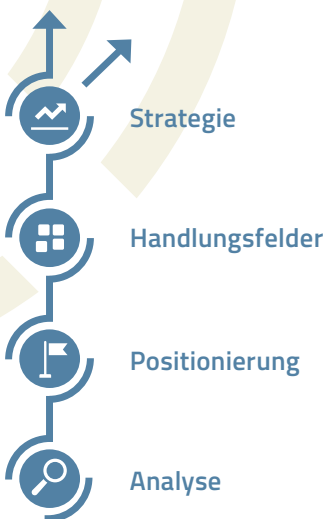 Strategie
Handlungsfelder
Positionierung
Analyse